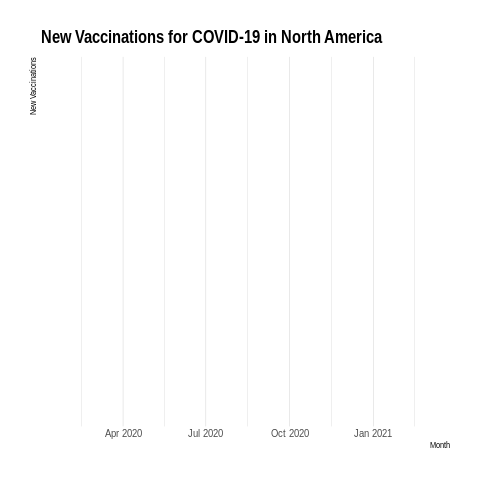 New Vaccinations for COVID-19 in North America
New Vaccinations
Apr 2020 Jul 2020 Oct 2020 Jan 2021
Month